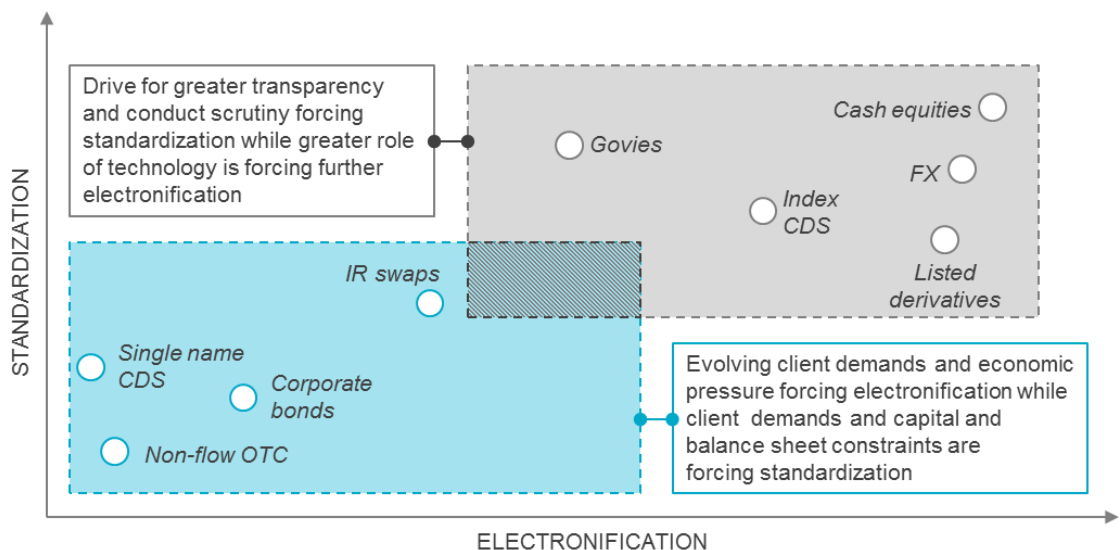 Drive for greater transparency
and conduct scrutiny forcing
standardization while greater role
of technology is forcing further
electronification
Cash equities
Govies
FX
Index
CDS
Listed
derivatives
IR swaps
Single name
CDS
Corporate
bonds
Non-flow OTC
Evolving client demands and economic
pressure forcing electronification while
client demands and capital and
balance sheet constraints are
forcing standardization
STANDARDIZATION
ELECTRONIFICATION